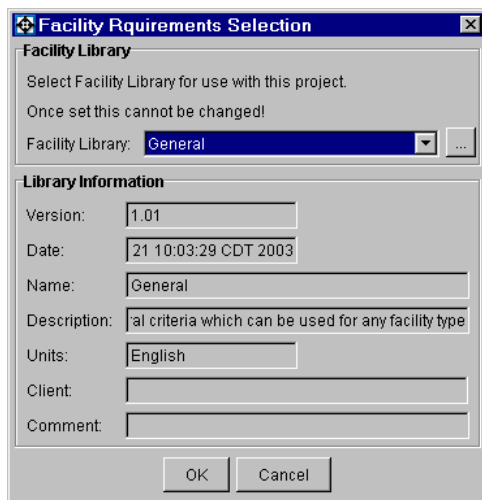 Facility Rquirements Selection
Facility Library
Select Facility Library for use with this project.
Once set this cannot be changed!
Facility Library: General ...
Library Information
Version: 1.01
Date: 21 10:03:29 CDT 2003
Name: General
Description: al criteria which can be used for any facility type
Units: English
Client:
Comment:
OK Cancel